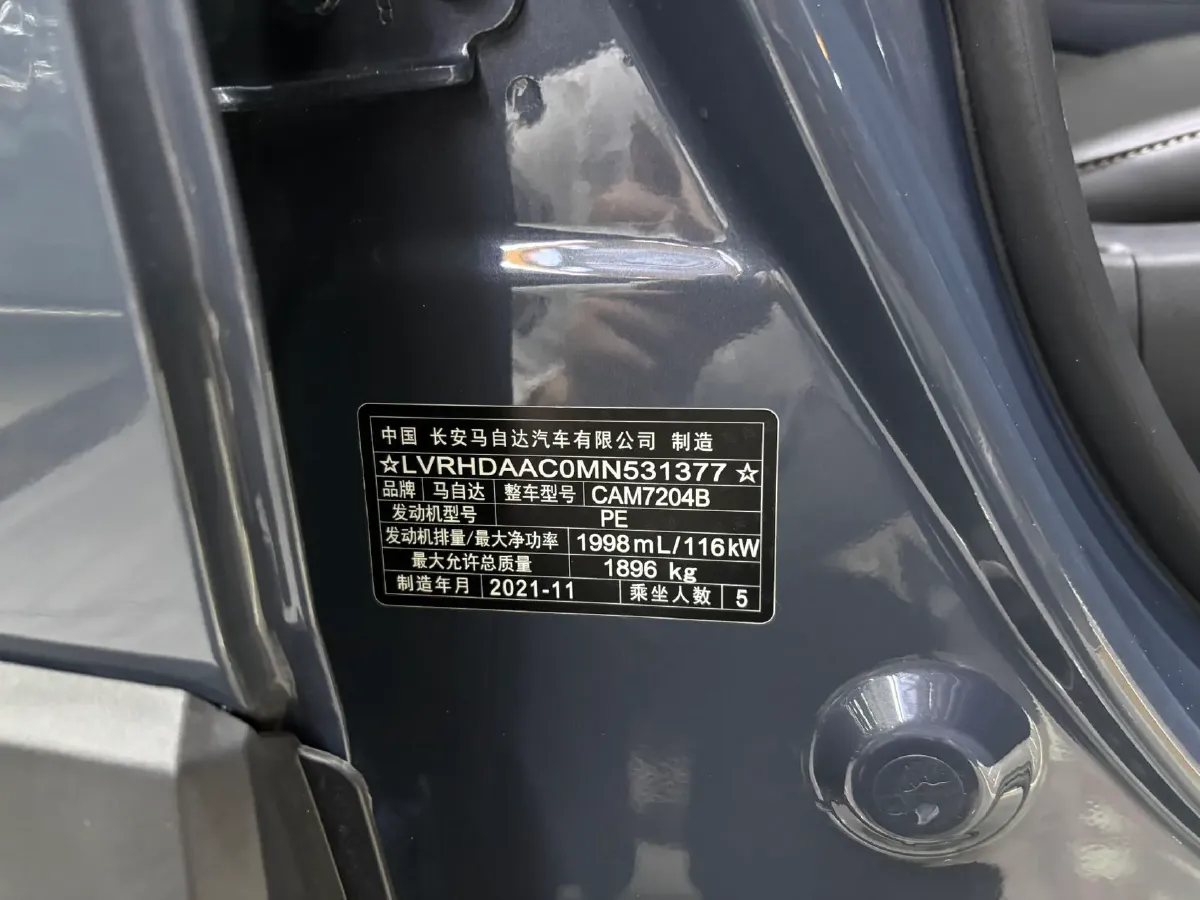 中国 长安马自达汽车有限公司 制造
☆LVRHDAAC0MN531377☆
品牌 马自达 整车型号 CAM7204B
发动机型号 PE
发动机排量/最大净功率 1998mL/116kW
最大允许总质量 1896 kg
制造年月 2021-11 乘坐人数 5